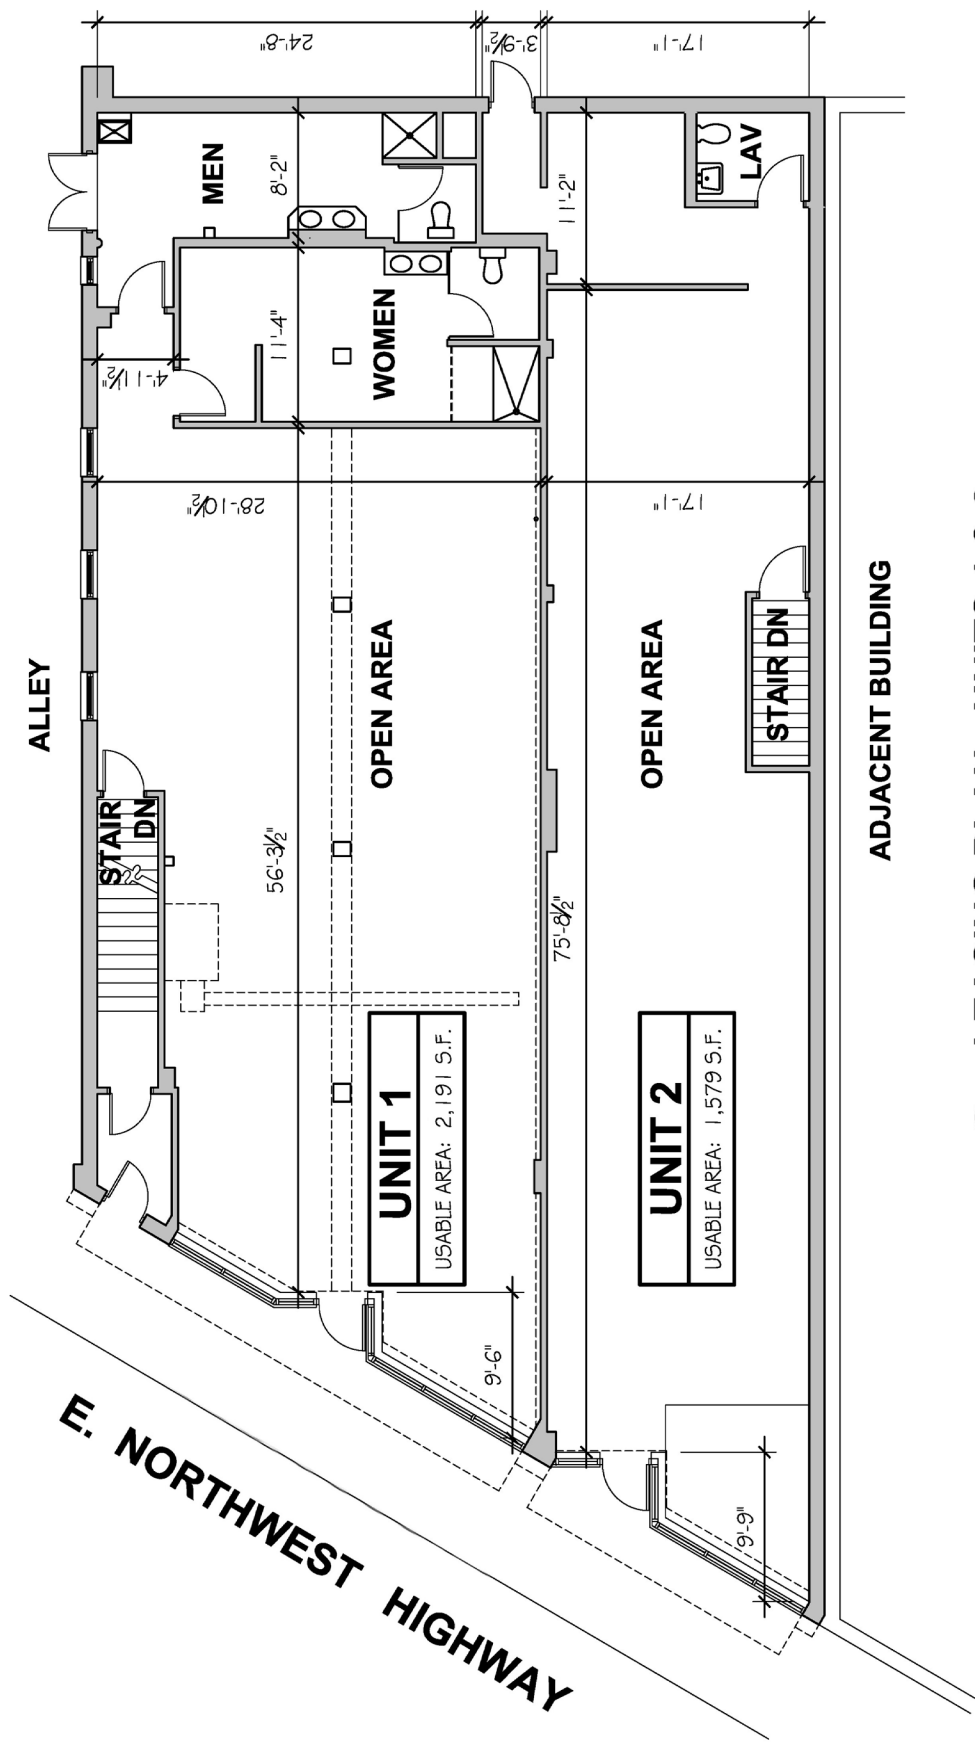 24'-8"
3'-9½"
17'-1"
MEN
8'-2"
11'-2"
LAV
4'-11½"
11'-4"
WOMEN
28'-10½"
17'-1"
ALLEY
OPEN AREA
OPEN AREA
STAIR DN
ADJACENT BUILDING
STAIR
DN
56'-3½"
75'-8½"
UNIT 1
USABLE AREA: 2,191 S.F.
UNIT 2
USABLE AREA: 1,579 S.F.
9'-6"
9'-9"
E. NORTHWEST HIGHWAY